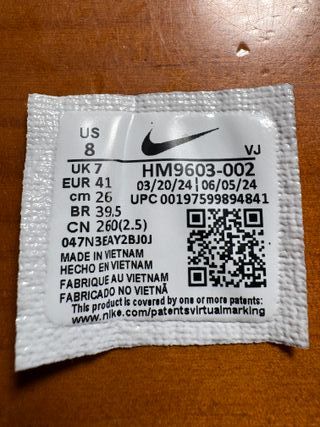 US
8
VJ
UK 7
HM9603-002
EUR 41
03/20/24 | 06/05/24
cm 26
UPC 00197599894841
BR 39.5
CN 260(2.5)
047N3EAY2BJ0J
MADE IN VIETNAM
HECHO EN VIETNAM
FABRIQUE AU VIETNAM
FABRICADO NO VIETNÃ
This product is covered by one or more patents:
www.nike.com/patentsvirtualmarking